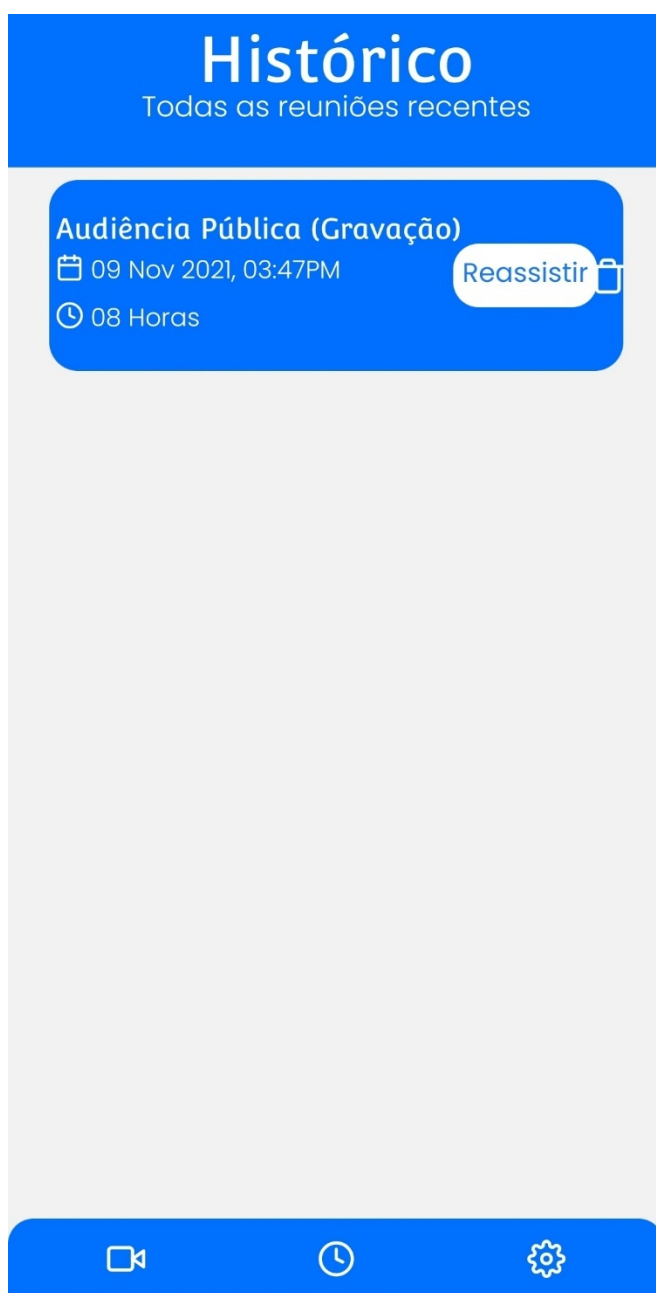 Histórico
Todas as reuniões recentes
Audiência Pública (Gravação)
09 Nov 2021, 03:47PM
Reassistir
08 Horas